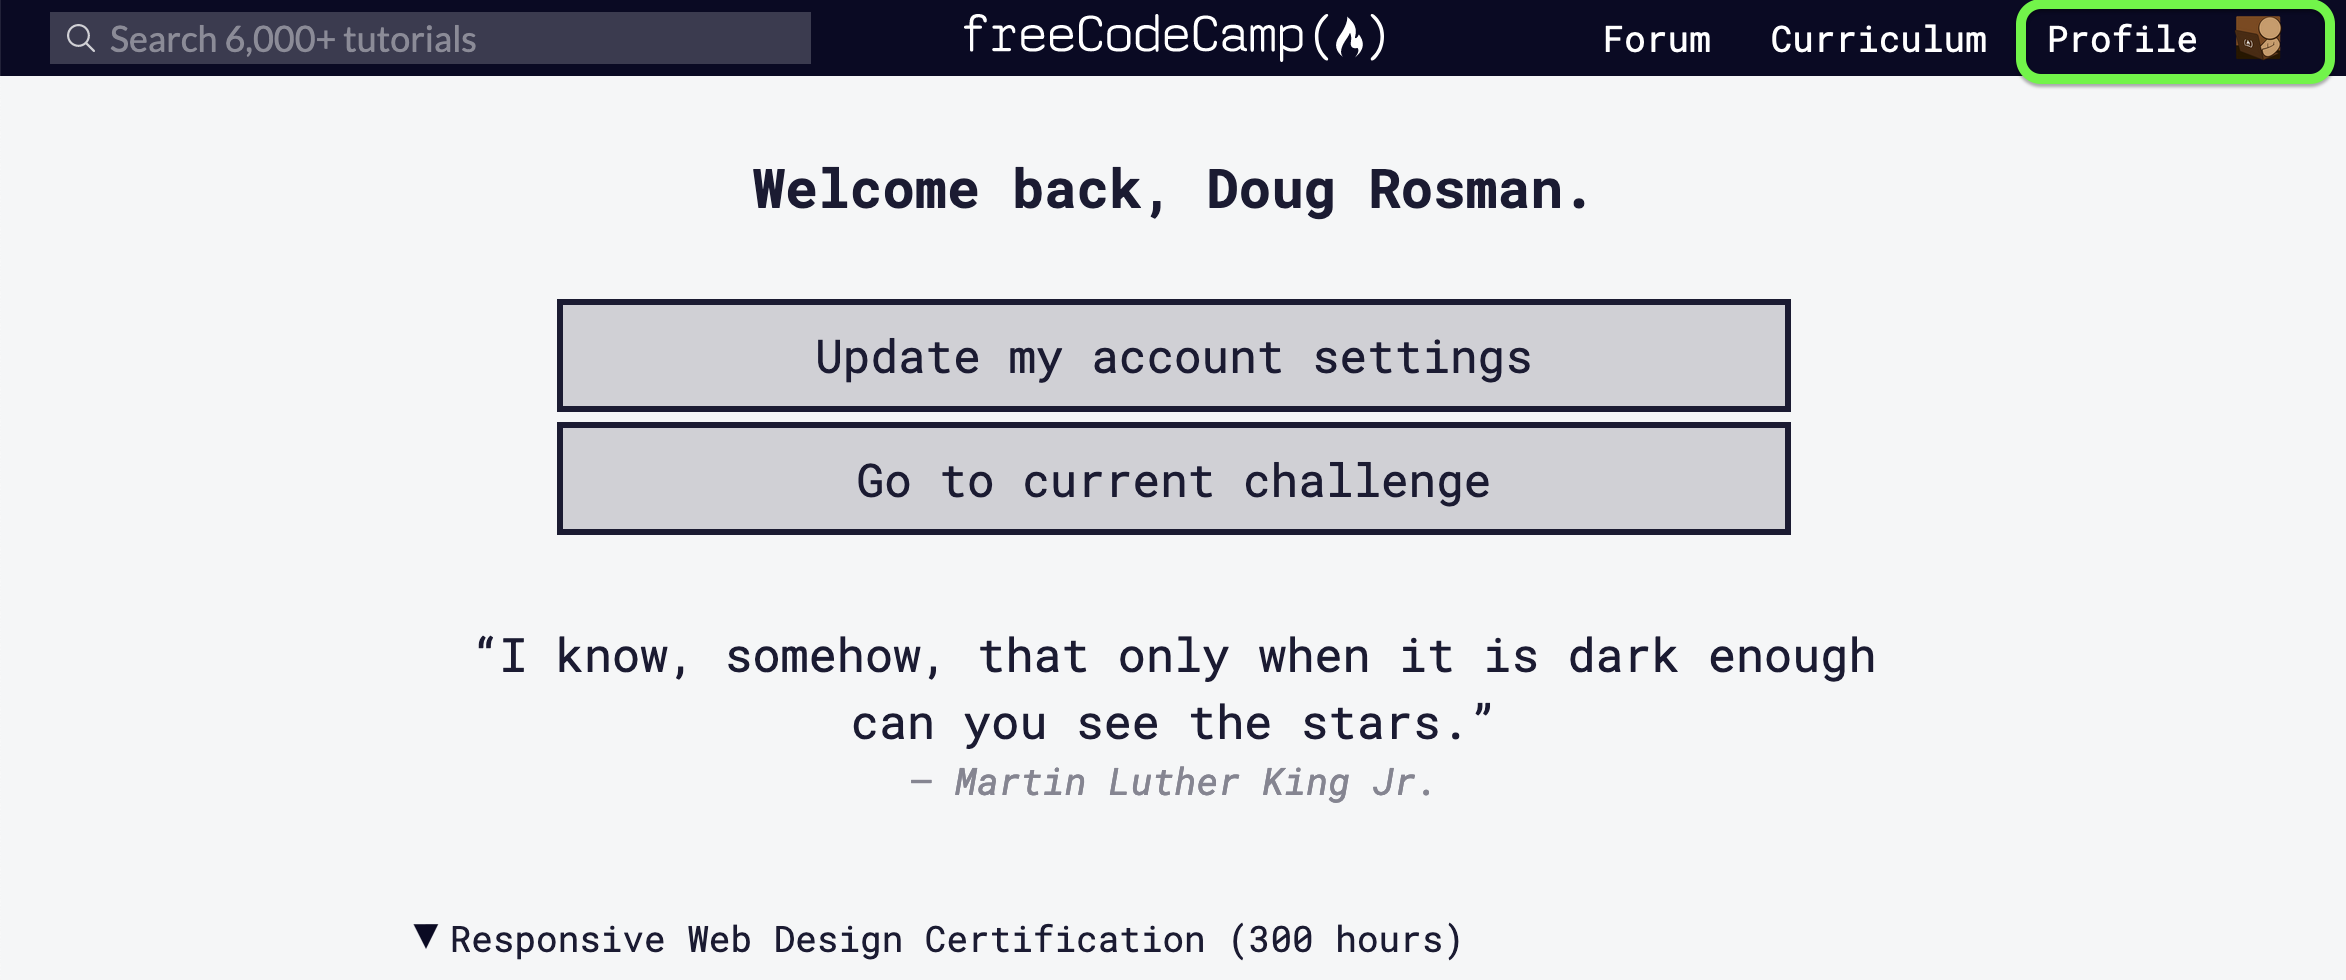 Search 6,000+ tutorials
freeCodeCamp(🔥)
Forum
Curriculum
Profile
Welcome back, Doug Rosman.
Update my account settings
Go to current challenge
“I know, somehow, that only when it is dark enough
can you see the stars.”
— Martin Luther King Jr.
▼ Responsive Web Design Certification (300 hours)